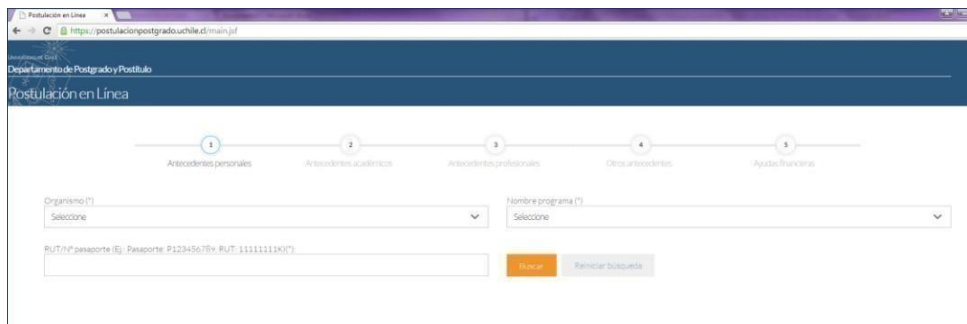 Postulación en Línea
https://postulacionpostgrado.uchile.cl/main.jsf
Departamento de Postgrado y Postítulo
Postulación en Línea
1 2 3 4 5
Antecedentes personales Antecedentes académicos Antecedentes profesionales Otros antecedentes Ayudas financieras
Organismo (*) Nombre programa (*)
Seleccione Seleccione
RUT/Nº pasaporte (Ej.: Pasaporte: P123456789, RUT: 11111111K)(*)
Buscar Reiniciar búsqueda